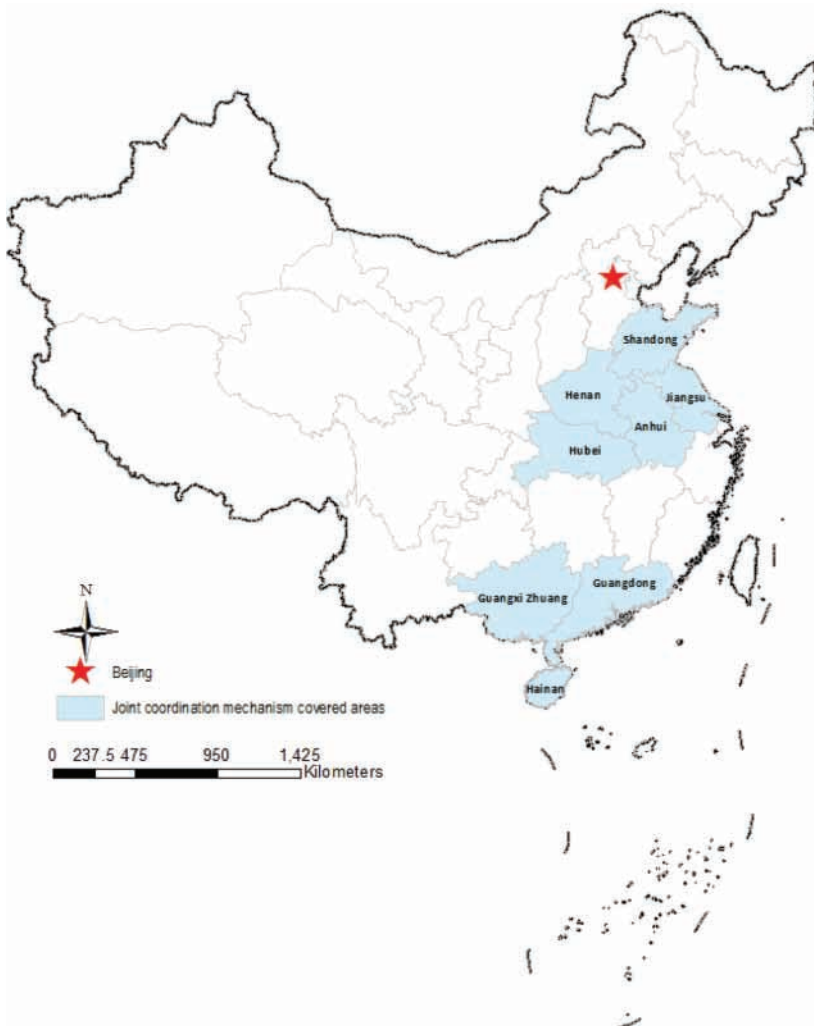 Shandong
Henan
Jiangsu
Anhui
Hubei
Guangdong
Guangxi Zhuang
Hainan
N
Beijing
Joint coordination mechanism covered areas
0 237.5 475 950 1,425
Kilometers